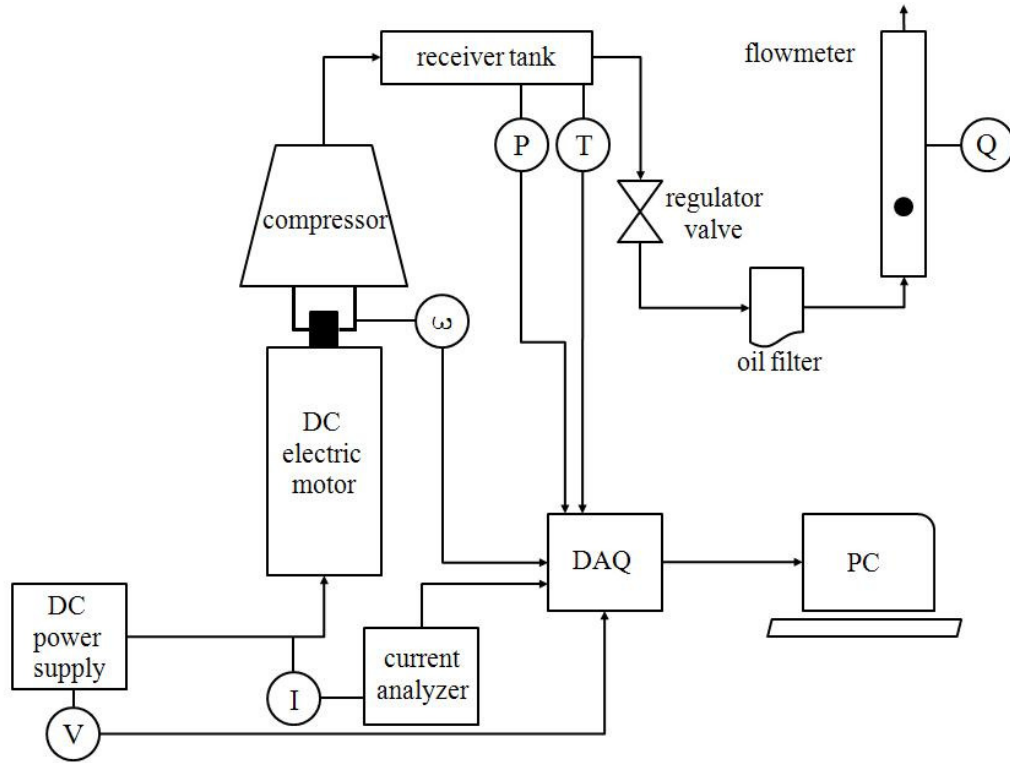 receiver tank
flowmeter
P
T
Q
compressor
regulator
valve
ω
oil filter
DC
electric
motor
DAQ
PC
DC
power
supply
current
analyzer
I
V